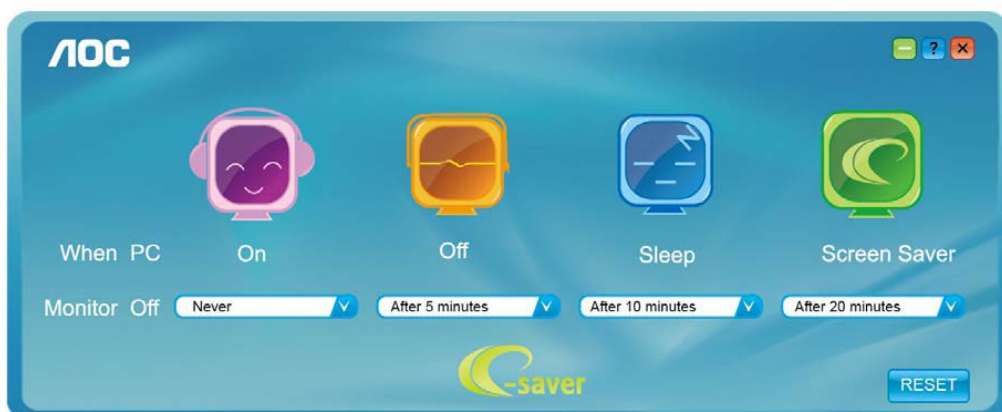 AOC
?
When PC On Off Sleep Screen Saver
Monitor Off Never After 5 minutes After 10 minutes After 20 minutes
e-saver
RESET